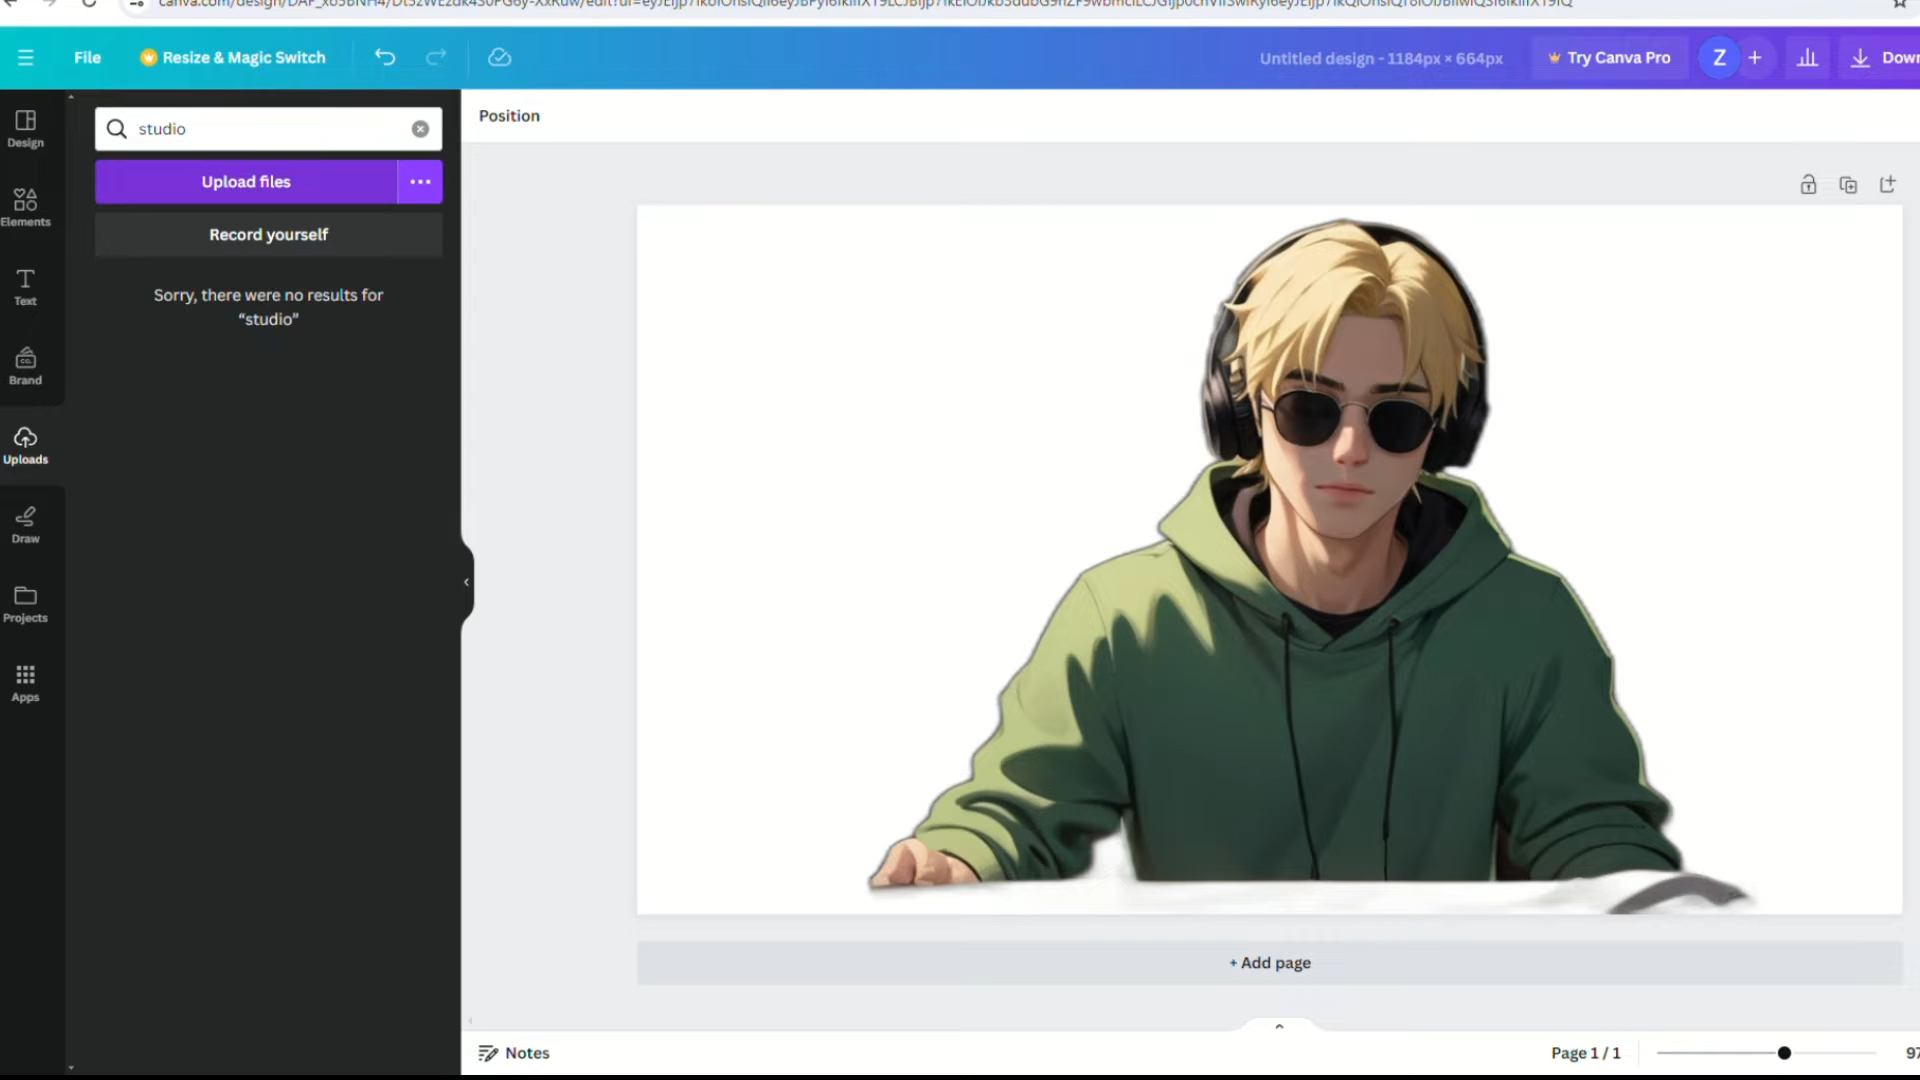 File
Resize & Magic Switch
Untitled design - 1184px × 664px
Try Canva Pro
Z
+
Design
Elements
Text
Brand
Uploads
Draw
Projects
Apps
studio
Upload files
Record yourself
Sorry, there were no results for
“studio”
Position
+ Add page
Notes
Page 1 / 1